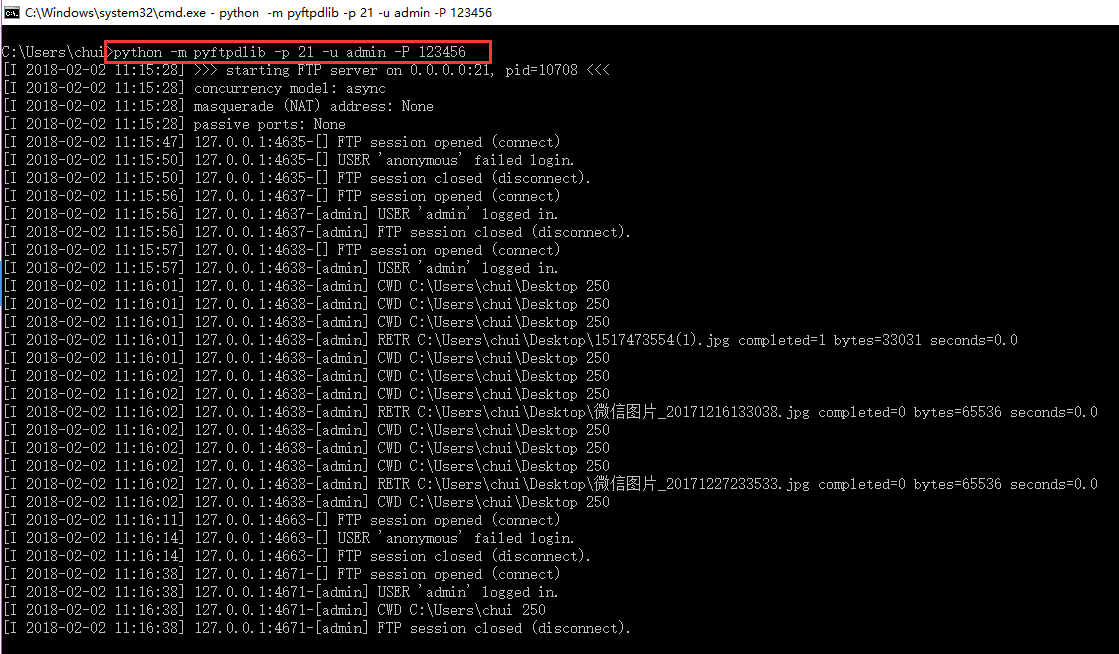 C:\Windows\system32\cmd.exe - python  -m pyftpdlib -p 21 -u admin -P 123456
C:\Users\chui>python -m pyftpdlib -p 21 -u admin -P 123456
[I 2018-02-02 11:15:28] >>> starting FTP server on 0.0.0.0:21, pid=10708 <<<
[I 2018-02-02 11:15:28] concurrency model: async
[I 2018-02-02 11:15:28] masquerade (NAT) address: None
[I 2018-02-02 11:15:28] passive ports: None
[I 2018-02-02 11:15:47] 127.0.0.1:4635-[] FTP session opened (connect)
[I 2018-02-02 11:15:50] 127.0.0.1:4635-[] USER 'anonymous' failed login.
[I 2018-02-02 11:15:50] 127.0.0.1:4635-[] FTP session closed (disconnect).
[I 2018-02-02 11:15:56] 127.0.0.1:4637-[] FTP session opened (connect)
[I 2018-02-02 11:15:56] 127.0.0.1:4637-[admin] USER 'admin' logged in.
[I 2018-02-02 11:15:56] 127.0.0.1:4637-[admin] FTP session closed (disconnect).
[I 2018-02-02 11:15:57] 127.0.0.1:4638-[] FTP session opened (connect)
[I 2018-02-02 11:15:57] 127.0.0.1:4638-[admin] USER 'admin' logged in.
[I 2018-02-02 11:16:01] 127.0.0.1:4638-[admin] CWD C:\Users\chui\Desktop 250
[I 2018-02-02 11:16:01] 127.0.0.1:4638-[admin] CWD C:\Users\chui\Desktop 250
[I 2018-02-02 11:16:01] 127.0.0.1:4638-[admin] CWD C:\Users\chui\Desktop 250
[I 2018-02-02 11:16:01] 127.0.0.1:4638-[admin] RETR C:\Users\chui\Desktop\1517473554(1).jpg completed=1 bytes=33031 seconds=0.0
[I 2018-02-02 11:16:01] 127.0.0.1:4638-[admin] CWD C:\Users\chui\Desktop 250
[I 2018-02-02 11:16:02] 127.0.0.1:4638-[admin] CWD C:\Users\chui\Desktop 250
[I 2018-02-02 11:16:02] 127.0.0.1:4638-[admin] CWD C:\Users\chui\Desktop 250
[I 2018-02-02 11:16:02] 127.0.0.1:4638-[admin] RETR C:\Users\chui\Desktop\微信图片_20171216133038.jpg completed=0 bytes=65536 seconds=0.0
[I 2018-02-02 11:16:02] 127.0.0.1:4638-[admin] CWD C:\Users\chui\Desktop 250
[I 2018-02-02 11:16:02] 127.0.0.1:4638-[admin] CWD C:\Users\chui\Desktop 250
[I 2018-02-02 11:16:02] 127.0.0.1:4638-[admin] CWD C:\Users\chui\Desktop 250
[I 2018-02-02 11:16:02] 127.0.0.1:4638-[admin] RETR C:\Users\chui\Desktop\微信图片_20171227233533.jpg completed=0 bytes=65536 seconds=0.0
[I 2018-02-02 11:16:02] 127.0.0.1:4638-[admin] CWD C:\Users\chui\Desktop 250
[I 2018-02-02 11:16:11] 127.0.0.1:4663-[] FTP session opened (connect)
[I 2018-02-02 11:16:14] 127.0.0.1:4663-[] USER 'anonymous' failed login.
[I 2018-02-02 11:16:14] 127.0.0.1:4663-[] FTP session closed (disconnect).
[I 2018-02-02 11:16:38] 127.0.0.1:4671-[] FTP session opened (connect)
[I 2018-02-02 11:16:38] 127.0.0.1:4671-[admin] USER 'admin' logged in.
[I 2018-02-02 11:16:38] 127.0.0.1:4671-[admin] CWD C:\Users\chui 250
[I 2018-02-02 11:16:38] 127.0.0.1:4671-[admin] FTP session closed (disconnect).